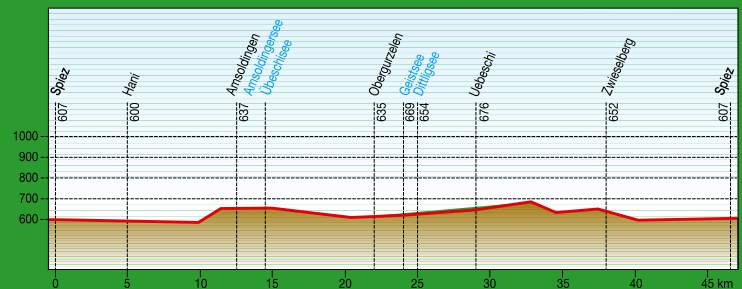 Spiez
607
Hani
600
Amsoldingen
637
Amsoldingersee
Übeschisee
Obergurzelen
635
Geistsee
669
Dittligsee
654
Uebeschi
676
Zwieselberg
652
Spiez
607
1000
900
800
700
600
0 5 10 15 20 25 30 35 40 45 km